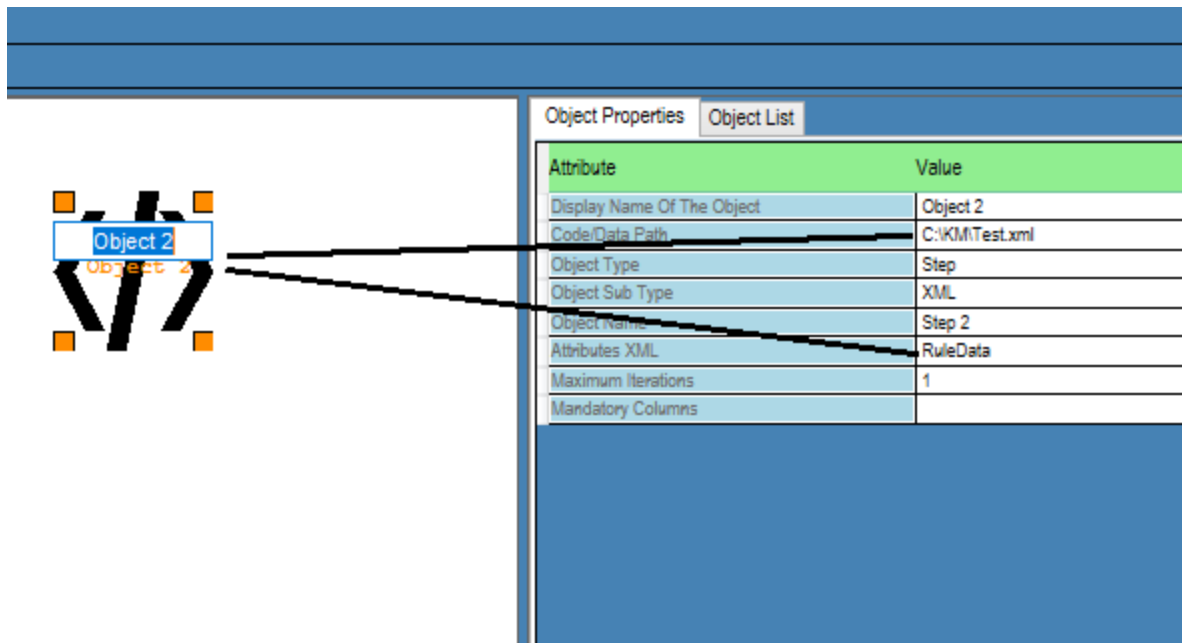 Object Properties Object List
Attribute Value
Display Name Of The Object Object 2
Code/Data Path C:\KM\Test.xml
Object Type Step
Object Sub Type XML
Object Name Step 2
Attributes XML RuleData
Maximum Iterations 1
Mandatory Columns
Object 2
Object 2